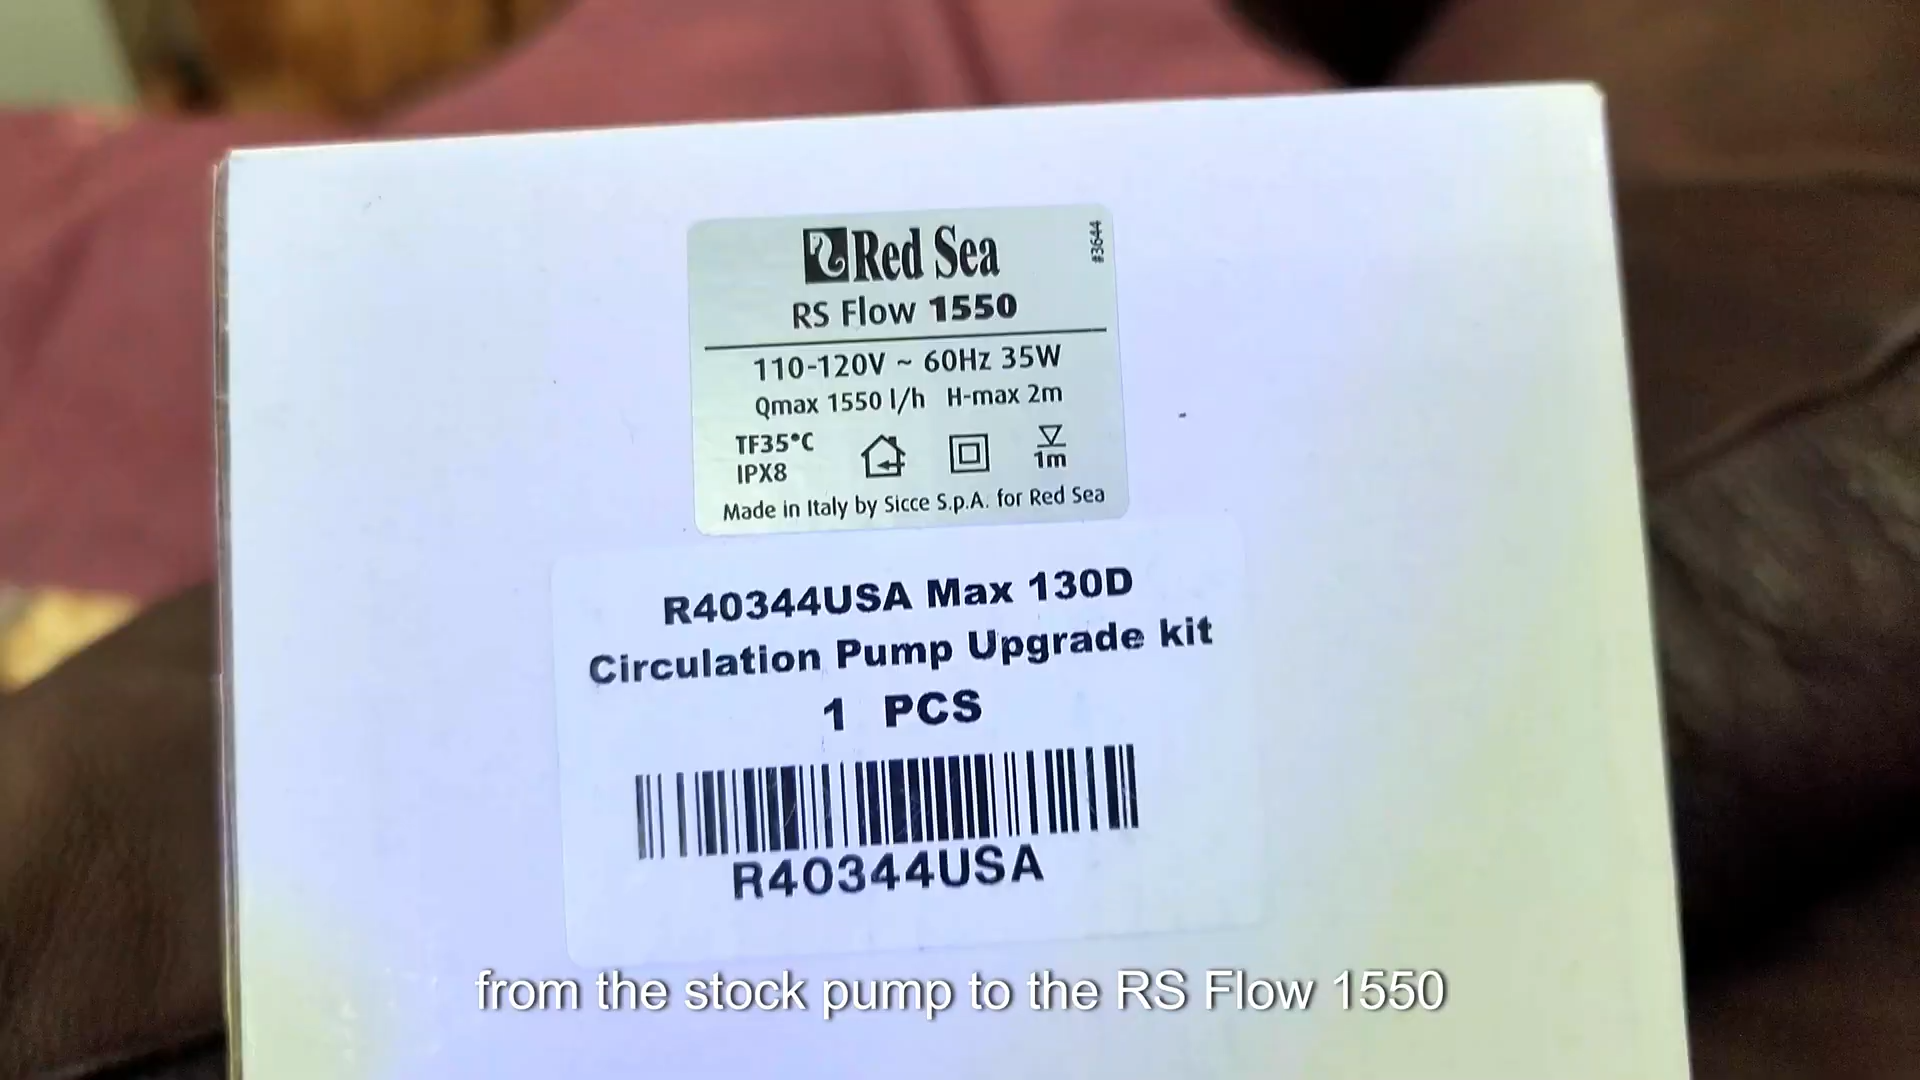 Red Sea
#3644
RS Flow 1550
110-120V ~ 60Hz 35W
Qmax 1550 l/h H-max 2m
TF35°C
IPX8
1m
Made in Italy by Sicce S.p.A. for Red Sea
R40344USA Max 130D
Circulation Pump Upgrade kit
1 PCS
R40344USA
from the stock pump to the RS Flow 1550